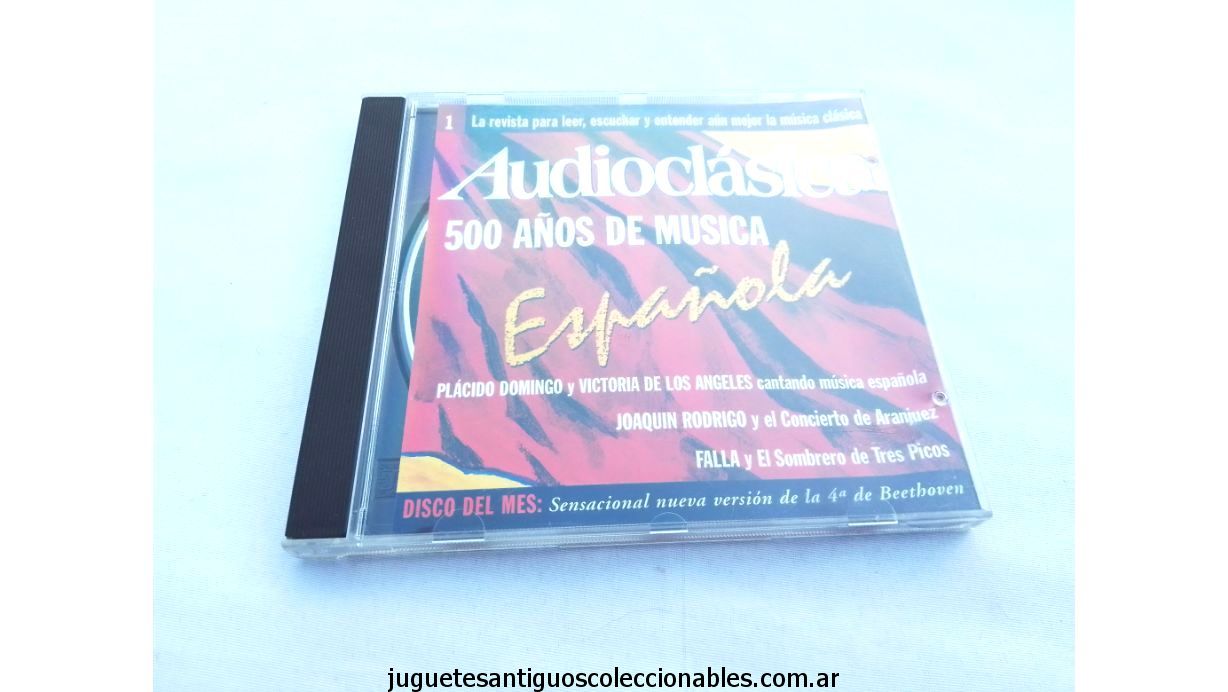 1 La revista para leer, escuchar y entender aún mejor la música clásica
Audioclásica
500 AÑOS DE MUSICA
Española
PLÁCIDO DOMINGO y VICTORIA DE LOS ANGELES cantando música española
JOAQUIN RODRIGO y el Concierto de Aranjuez
FALLA y El Sombrero de Tres Picos
DISCO DEL MES: Sensacional nueva versión de la 4ª de Beethoven
juguetesantiguoscoleccionables.com.ar